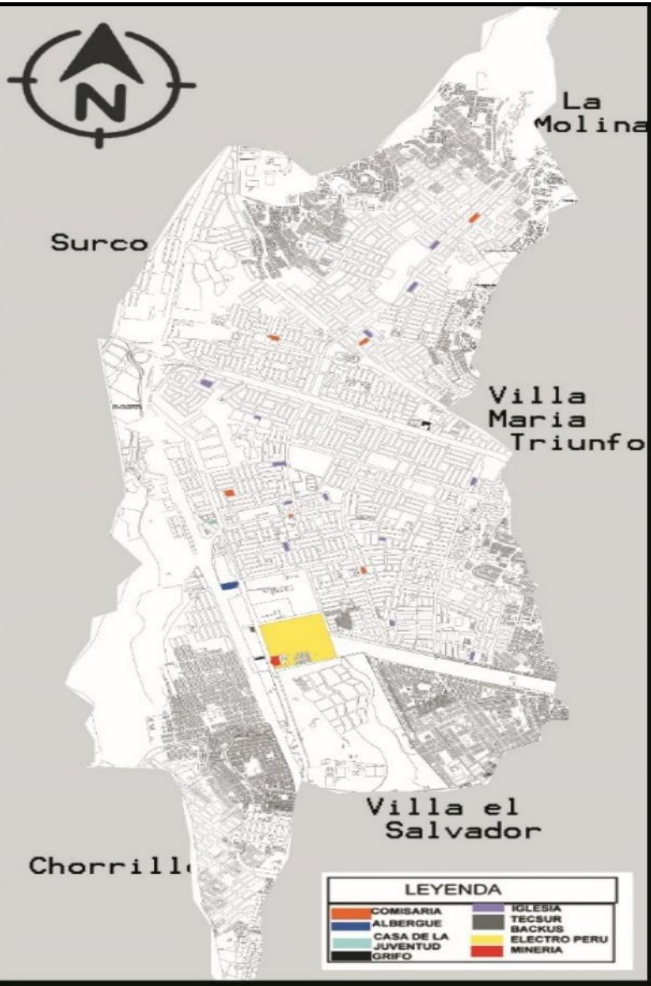 N
La
Molina
Surco
Villa
Maria
Triunfo
Villa el
Salvador
Chorrill
LEYENDA
COMISARIA
ALBERGUE
CASA DE LA
JUVENTUD
GRIFO
IGLESIA
TECSUR
BACKUS
ELECTRO PERU
MINERIA